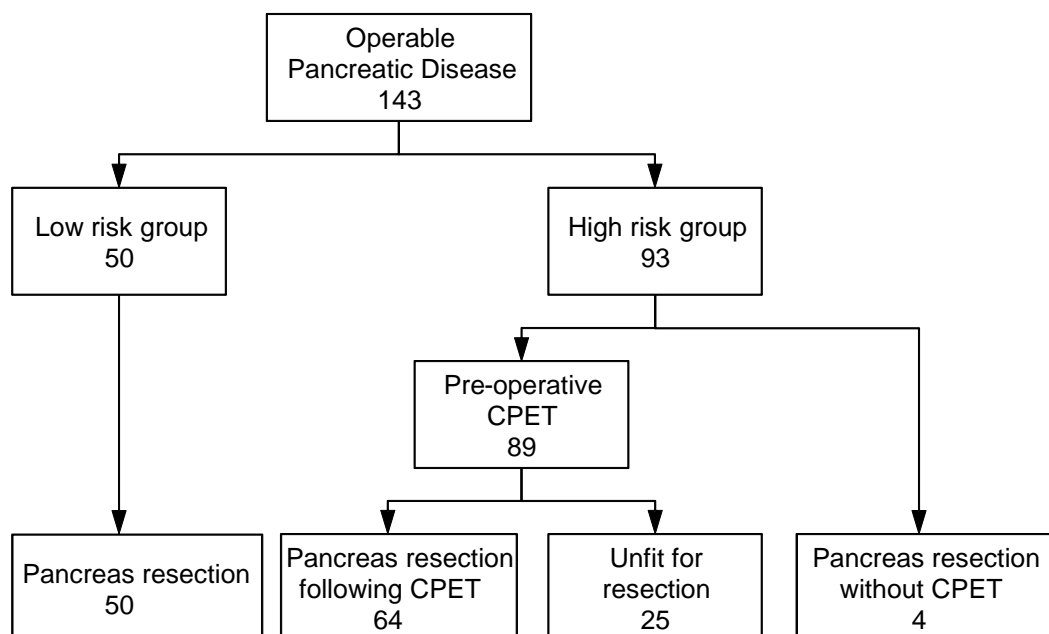 Operable
Pancreatic Disease
143
Low risk group
50
High risk group
93
Pre-operative
CPET
89
Pancreas resection
50
Pancreas resection
following CPET
64
Unfit for
resection
25
Pancreas resection
without CPET
4